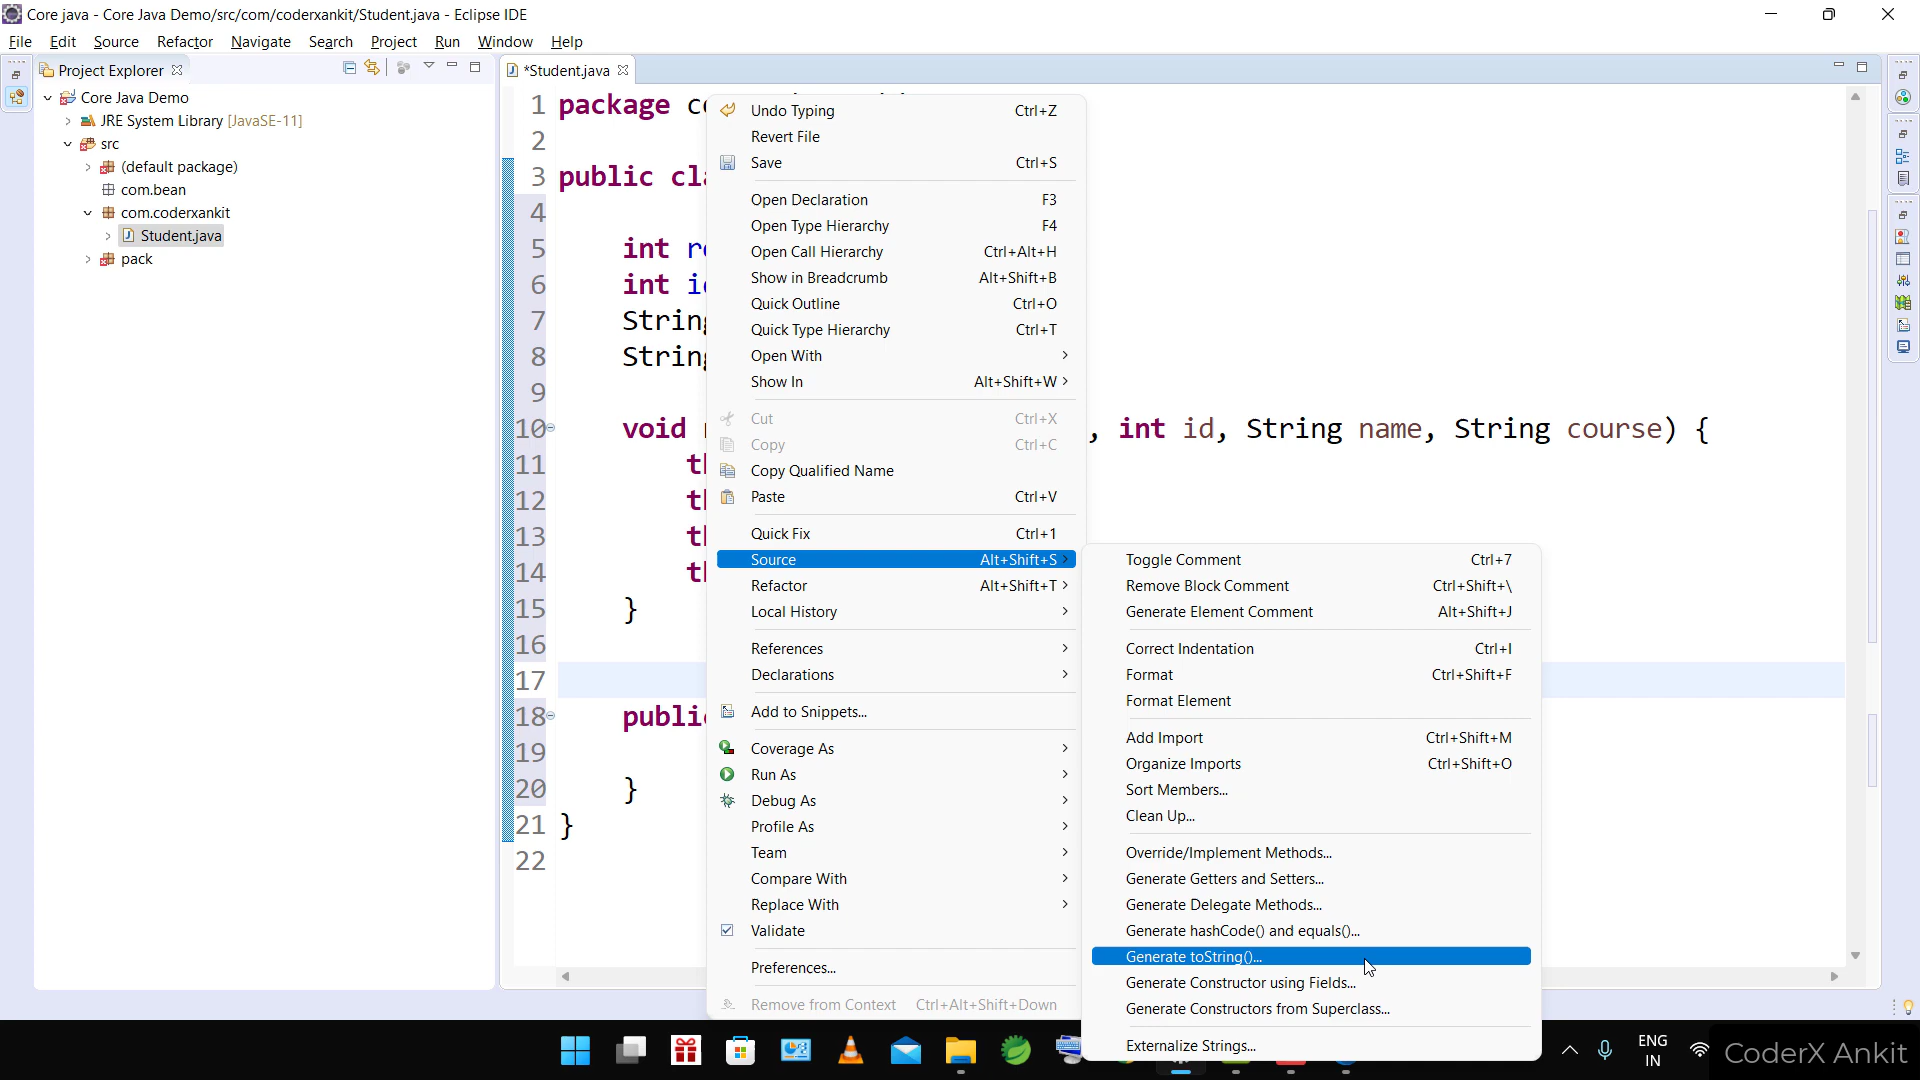 Core java - Core Java Demo/src/com/coderxankit/Student.java - Eclipse IDE
File Edit Source Refactor Navigate Search Project Run Window Help
Project Explorer
Core Java Demo
JRE System Library [JavaSE-11]
src
(default package)
com.bean
com.coderxankit
Student.java
pack
*Student.java
1 package
2
3 public
4
5 int
6 int
7 String
8 String
9
10 void , int id, String name, String course) {
11
12
13
14
15 }
16
17
18 public
19
20 }
21 }
22
Undo Typing Ctrl+Z
Revert File
Save Ctrl+S
Open Declaration F3
Open Type Hierarchy F4
Open Call Hierarchy Ctrl+Alt+H
Show in Breadcrumb Alt+Shift+B
Quick Outline Ctrl+O
Quick Type Hierarchy Ctrl+T
Open With
Show In Alt+Shift+W
Cut Ctrl+X
Copy Ctrl+C
Copy Qualified Name
Paste Ctrl+V
Quick Fix Ctrl+1
Source Alt+Shift+S
Refactor Alt+Shift+T
Local History
References
Declarations
Add to Snippets...
Coverage As
Run As
Debug As
Profile As
Team
Compare With
Replace With
Validate
Preferences...
Remove from Context Ctrl+Alt+Shift+Down
Toggle Comment Ctrl+7
Remove Block Comment Ctrl+Shift+\
Generate Element Comment Alt+Shift+J
Correct Indentation Ctrl+I
Format Ctrl+Shift+F
Format Element
Add Import Ctrl+Shift+M
Organize Imports Ctrl+Shift+O
Sort Members...
Clean Up...
Override/Implement Methods...
Generate Getters and Setters...
Generate Delegate Methods...
Generate hashCode() and equals()...
Generate toString()...
Generate Constructor using Fields...
Generate Constructors from Superclass...
Externalize Strings...
ENG
IN
CoderX Ankit